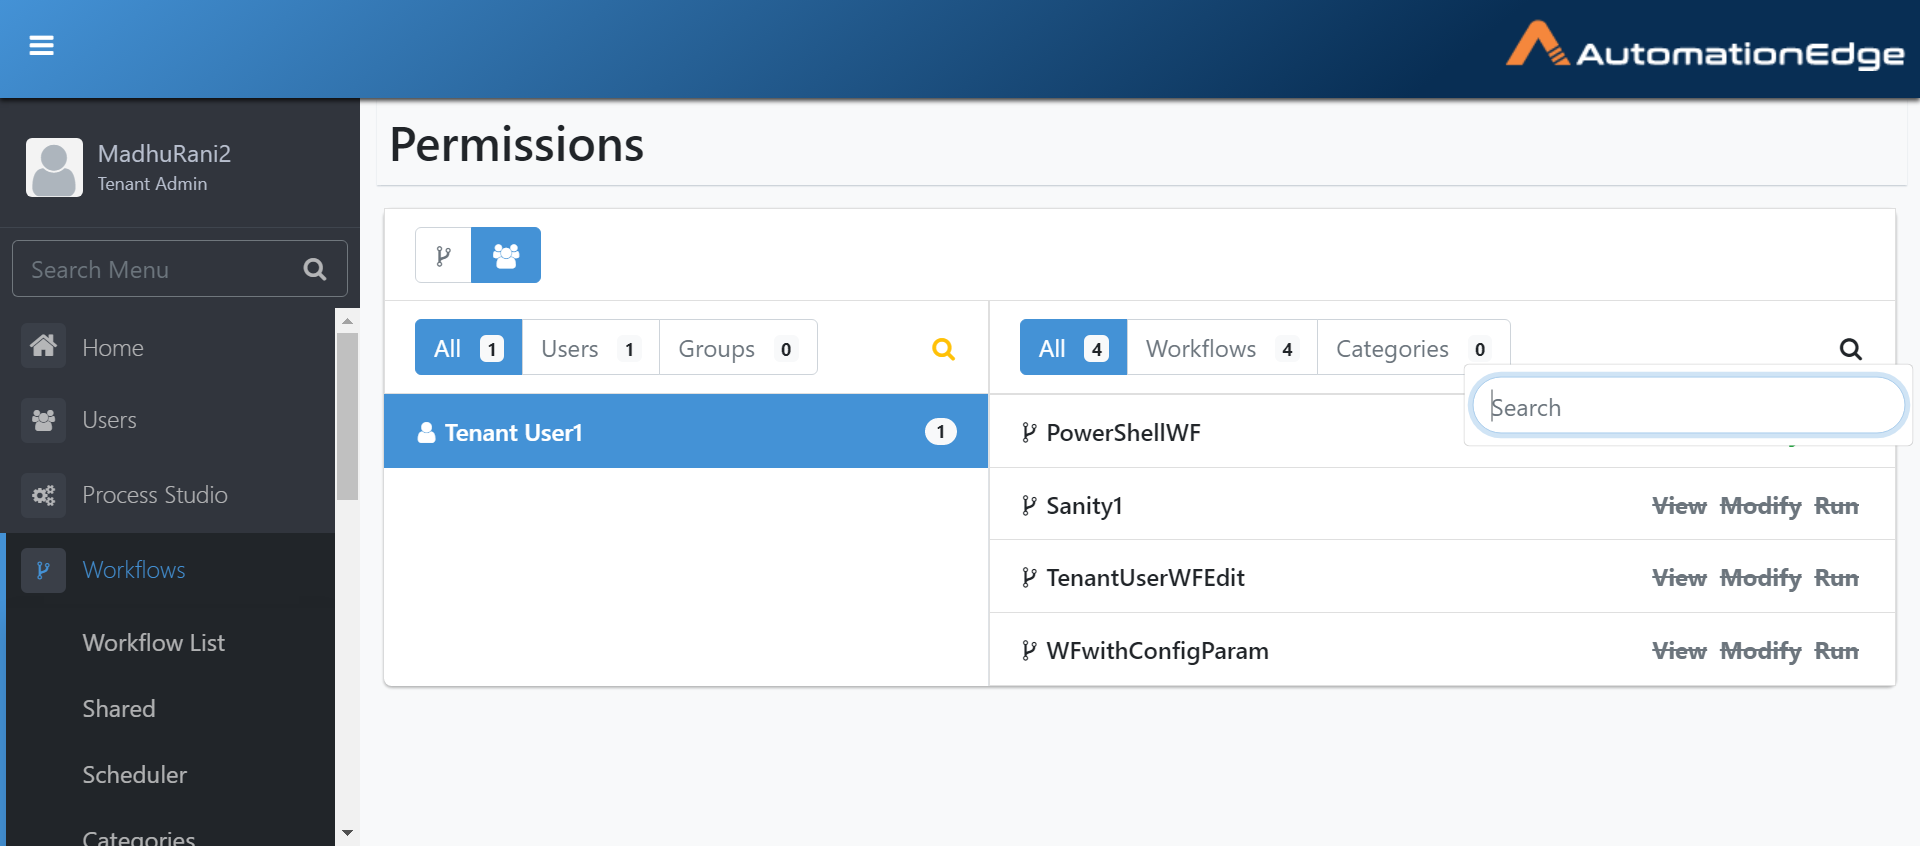 AutomationEdge
MadhuRani2
Tenant Admin
Search Menu
Home
Users
Process Studio
Workflows
Workflow List
Shared
Scheduler
Categories
Permissions
All 1 Users 1 Groups 0
Tenant User1 1
All 4 Workflows 4 Categories 0
Search
PowerShellWF
Sanity1 View Modify Run
TenantUserWFEdit View Modify Run
WFwithConfigParam View Modify Run